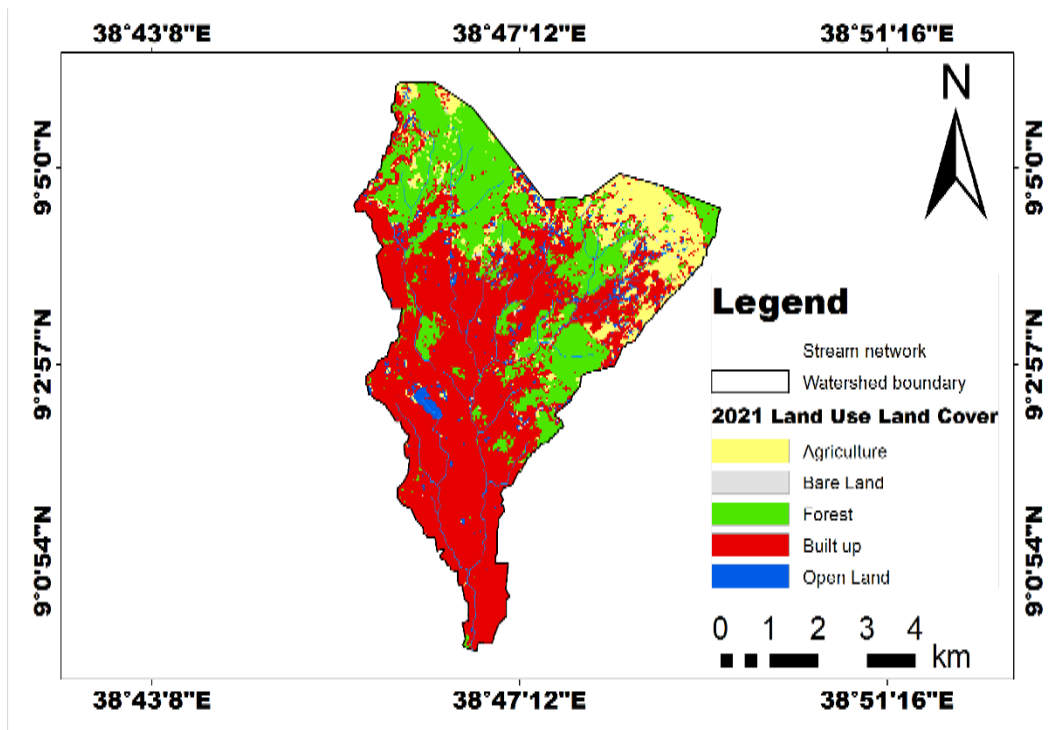 38°43'8"E 38°47'12"E 38°51'16"E
N
9°5'0"N 9°5'0"N
Legend
Stream network
9°2'57"N 9°2'57"N
Watershed boundary
2021 Land Use Land Cover
Agriculture
Bare Land
Forest
Built up
9°0'54"N 9°0'54"N
Open Land
0 1 2 3 4
km
38°43'8"E 38°47'12"E 38°51'16"E